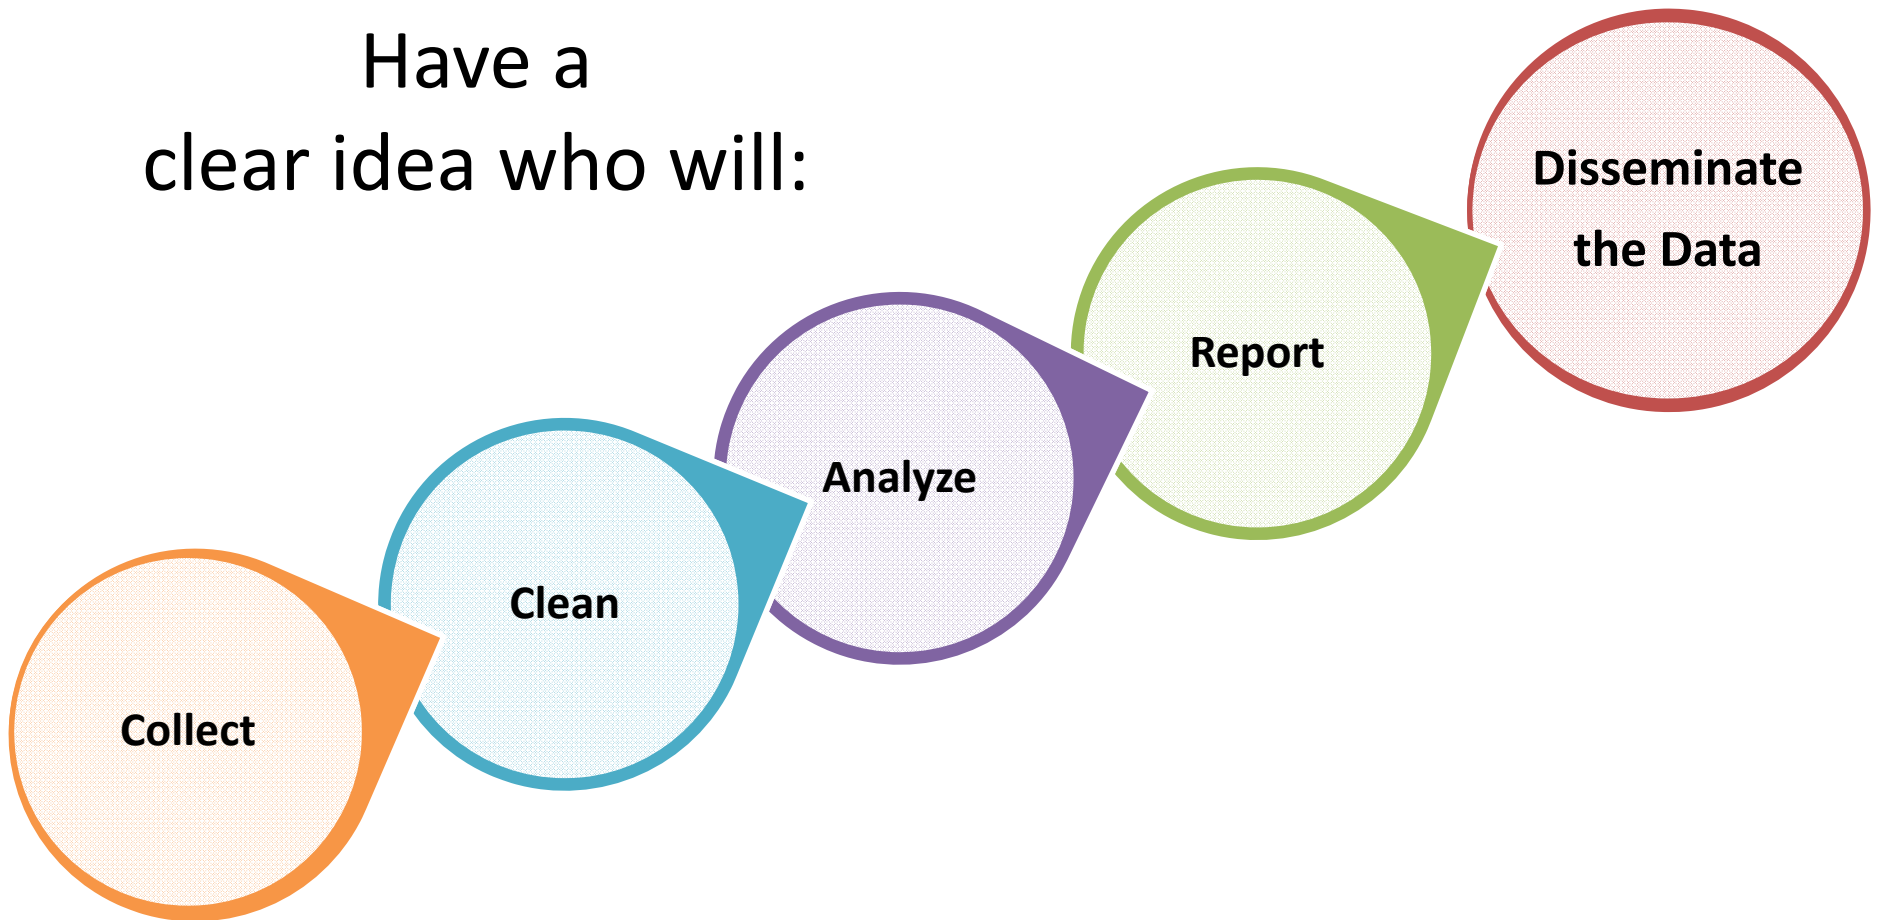 Have a
clear idea who will:
Collect
Clean
Analyze
Report
Disseminate
the Data